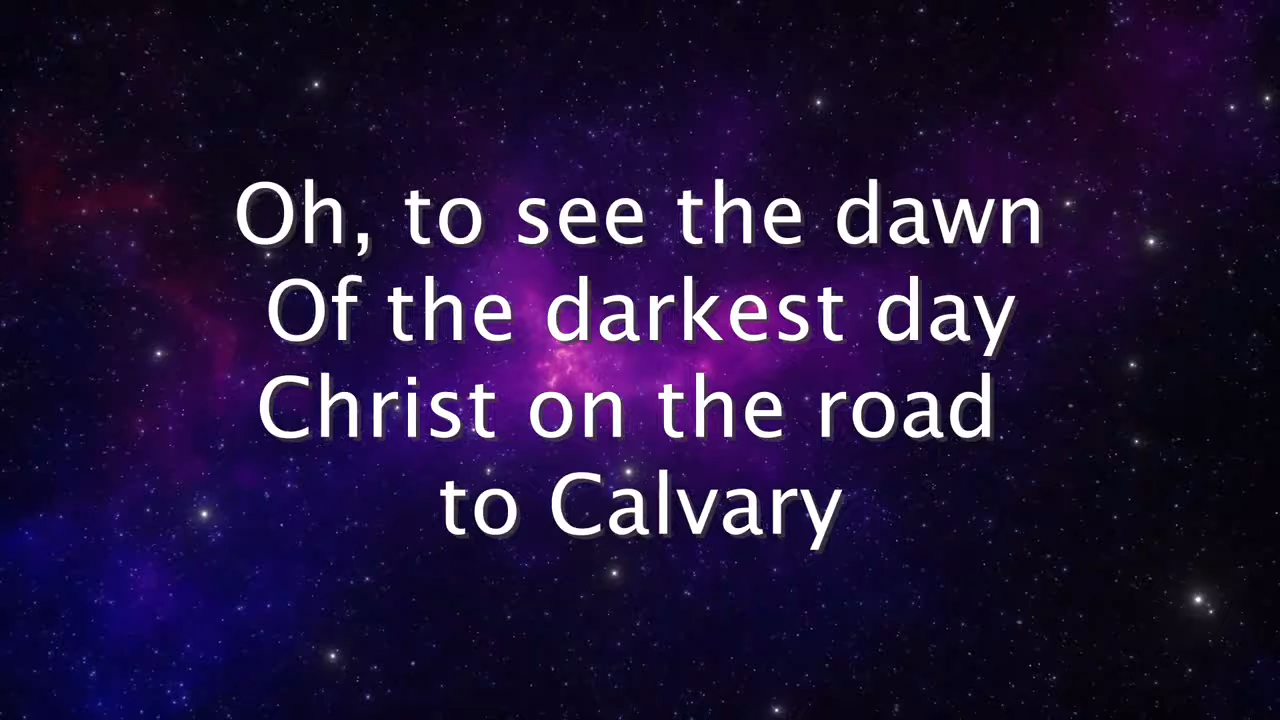 Oh, to see the dawn
Of the darkest day
Christ on the road
to Calvary